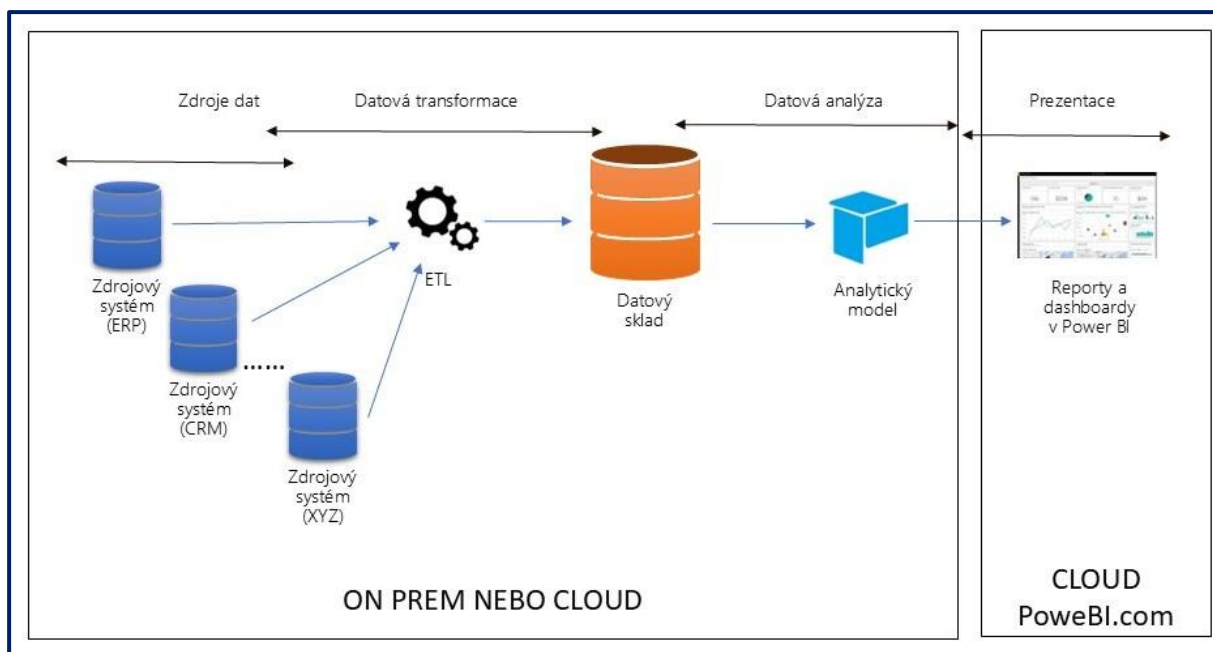 Zdroje dat
Datová transformace
Datová analýza
Prezentace
Zdrojový
systém
(ERP)
ETL
Datový
sklad
Analytický
model
Reporty a
dashboardy
v Power BI
Zdrojový
systém
(CRM)
......
Zdrojový
systém
(XYZ)
ON PREM NEBO CLOUD
CLOUD
PoweBI.com